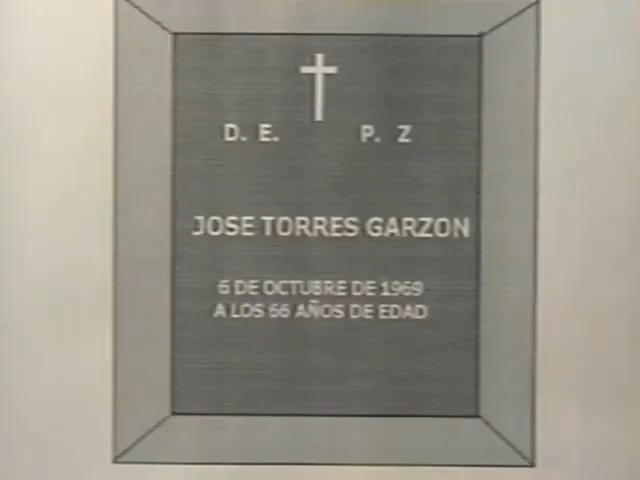 D. E. P. Z
JOSE TORRES GARZON
6 DE OCTUBRE DE 1969
A LOS 66 AÑOS DE EDAD